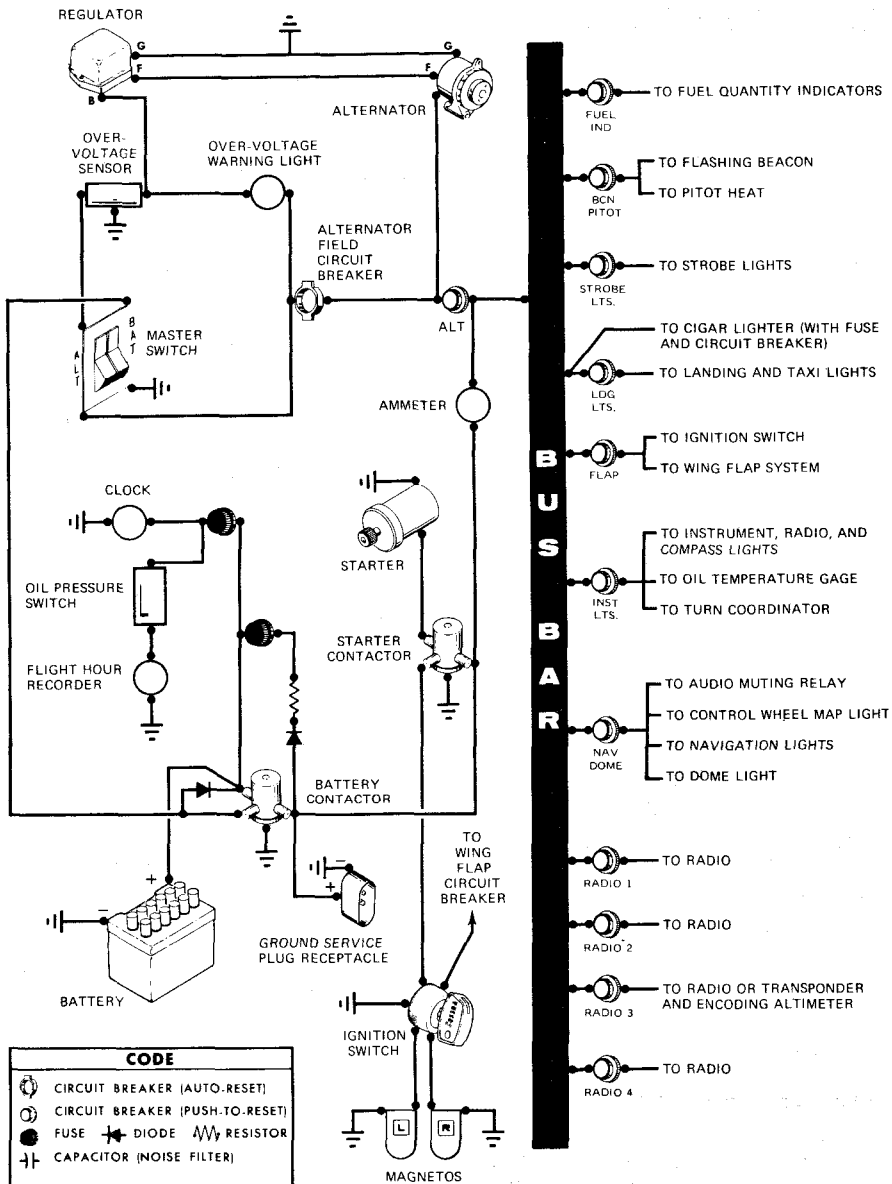 REGULATOR
G
F
B
G
F
ALTERNATOR
OVER-
VOLTAGE
SENSOR
OVER-VOLTAGE
WARNING LIGHT
ALTERNATOR
FIELD
CIRCUIT
BREAKER
ALT
BAT
ALT
MASTER
SWITCH
AMMETER
CLOCK
OIL PRESSURE
SWITCH
FLIGHT HOUR
RECORDER
STARTER
STARTER
CONTACTOR
BATTERY
CONTACTOR
+
-
BATTERY
-
+
GROUND SERVICE
PLUG RECEPTACLE
TO
WING
FLAP
CIRCUIT
BREAKER
IGNITION
SWITCH
L
R
MAGNETOS
BUS BAR
FUEL
IND
TO FUEL QUANTITY INDICATORS
BCN
PITOT
TO FLASHING BEACON
TO PITOT HEAT
STROBE
LTS.
TO STROBE LIGHTS
TO CIGAR LIGHTER (WITH FUSE
AND CIRCUIT BREAKER)
LDG
LTS.
TO LANDING AND TAXI LIGHTS
FLAP
TO IGNITION SWITCH
TO WING FLAP SYSTEM
INST
LTS.
TO INSTRUMENT, RADIO, AND
COMPASS LIGHTS
TO OIL TEMPERATURE GAGE
TO TURN COORDINATOR
NAV
DOME
TO AUDIO MUTING RELAY
TO CONTROL WHEEL MAP LIGHT
TO NAVIGATION LIGHTS
TO DOME LIGHT
RADIO 1
TO RADIO
RADIO 2
TO RADIO
RADIO 3
TO RADIO OR TRANSPONDER
AND ENCODING ALTIMETER
RADIO 4
TO RADIO
CODE
CIRCUIT BREAKER (AUTO-RESET)
CIRCUIT BREAKER (PUSH-TO-RESET)
FUSE DIODE RESISTOR
CAPACITOR (NOISE FILTER)